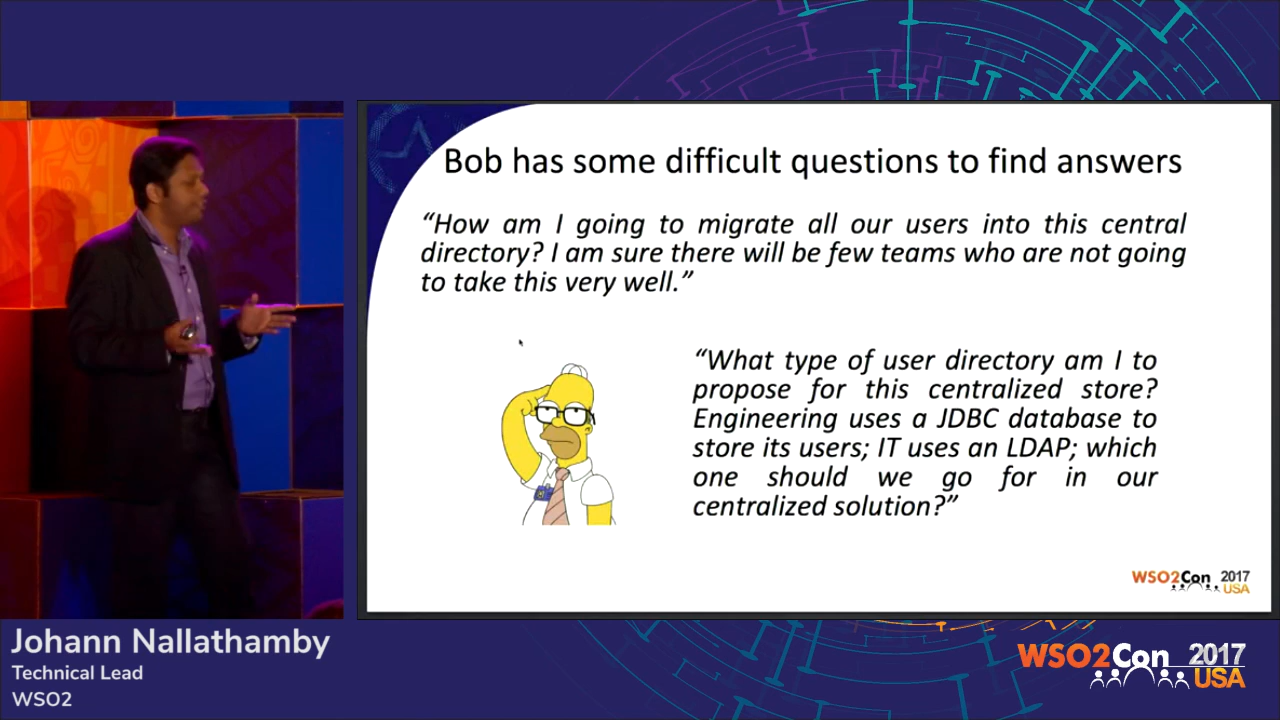 Bob has some difficult questions to find answers
“How am I going to migrate all our users into this central
directory? I am sure there will be few teams who are not going
to take this very well.”
“What type of user directory am I to
propose for this centralized store?
Engineering uses a JDBC database to
store its users; IT uses an LDAP; which
one should we go for in our
centralized solution?”
WSO2Con 2017
USA
Johann Nallathamby
Technical Lead
WSO2
WSO2Con 2017
USA